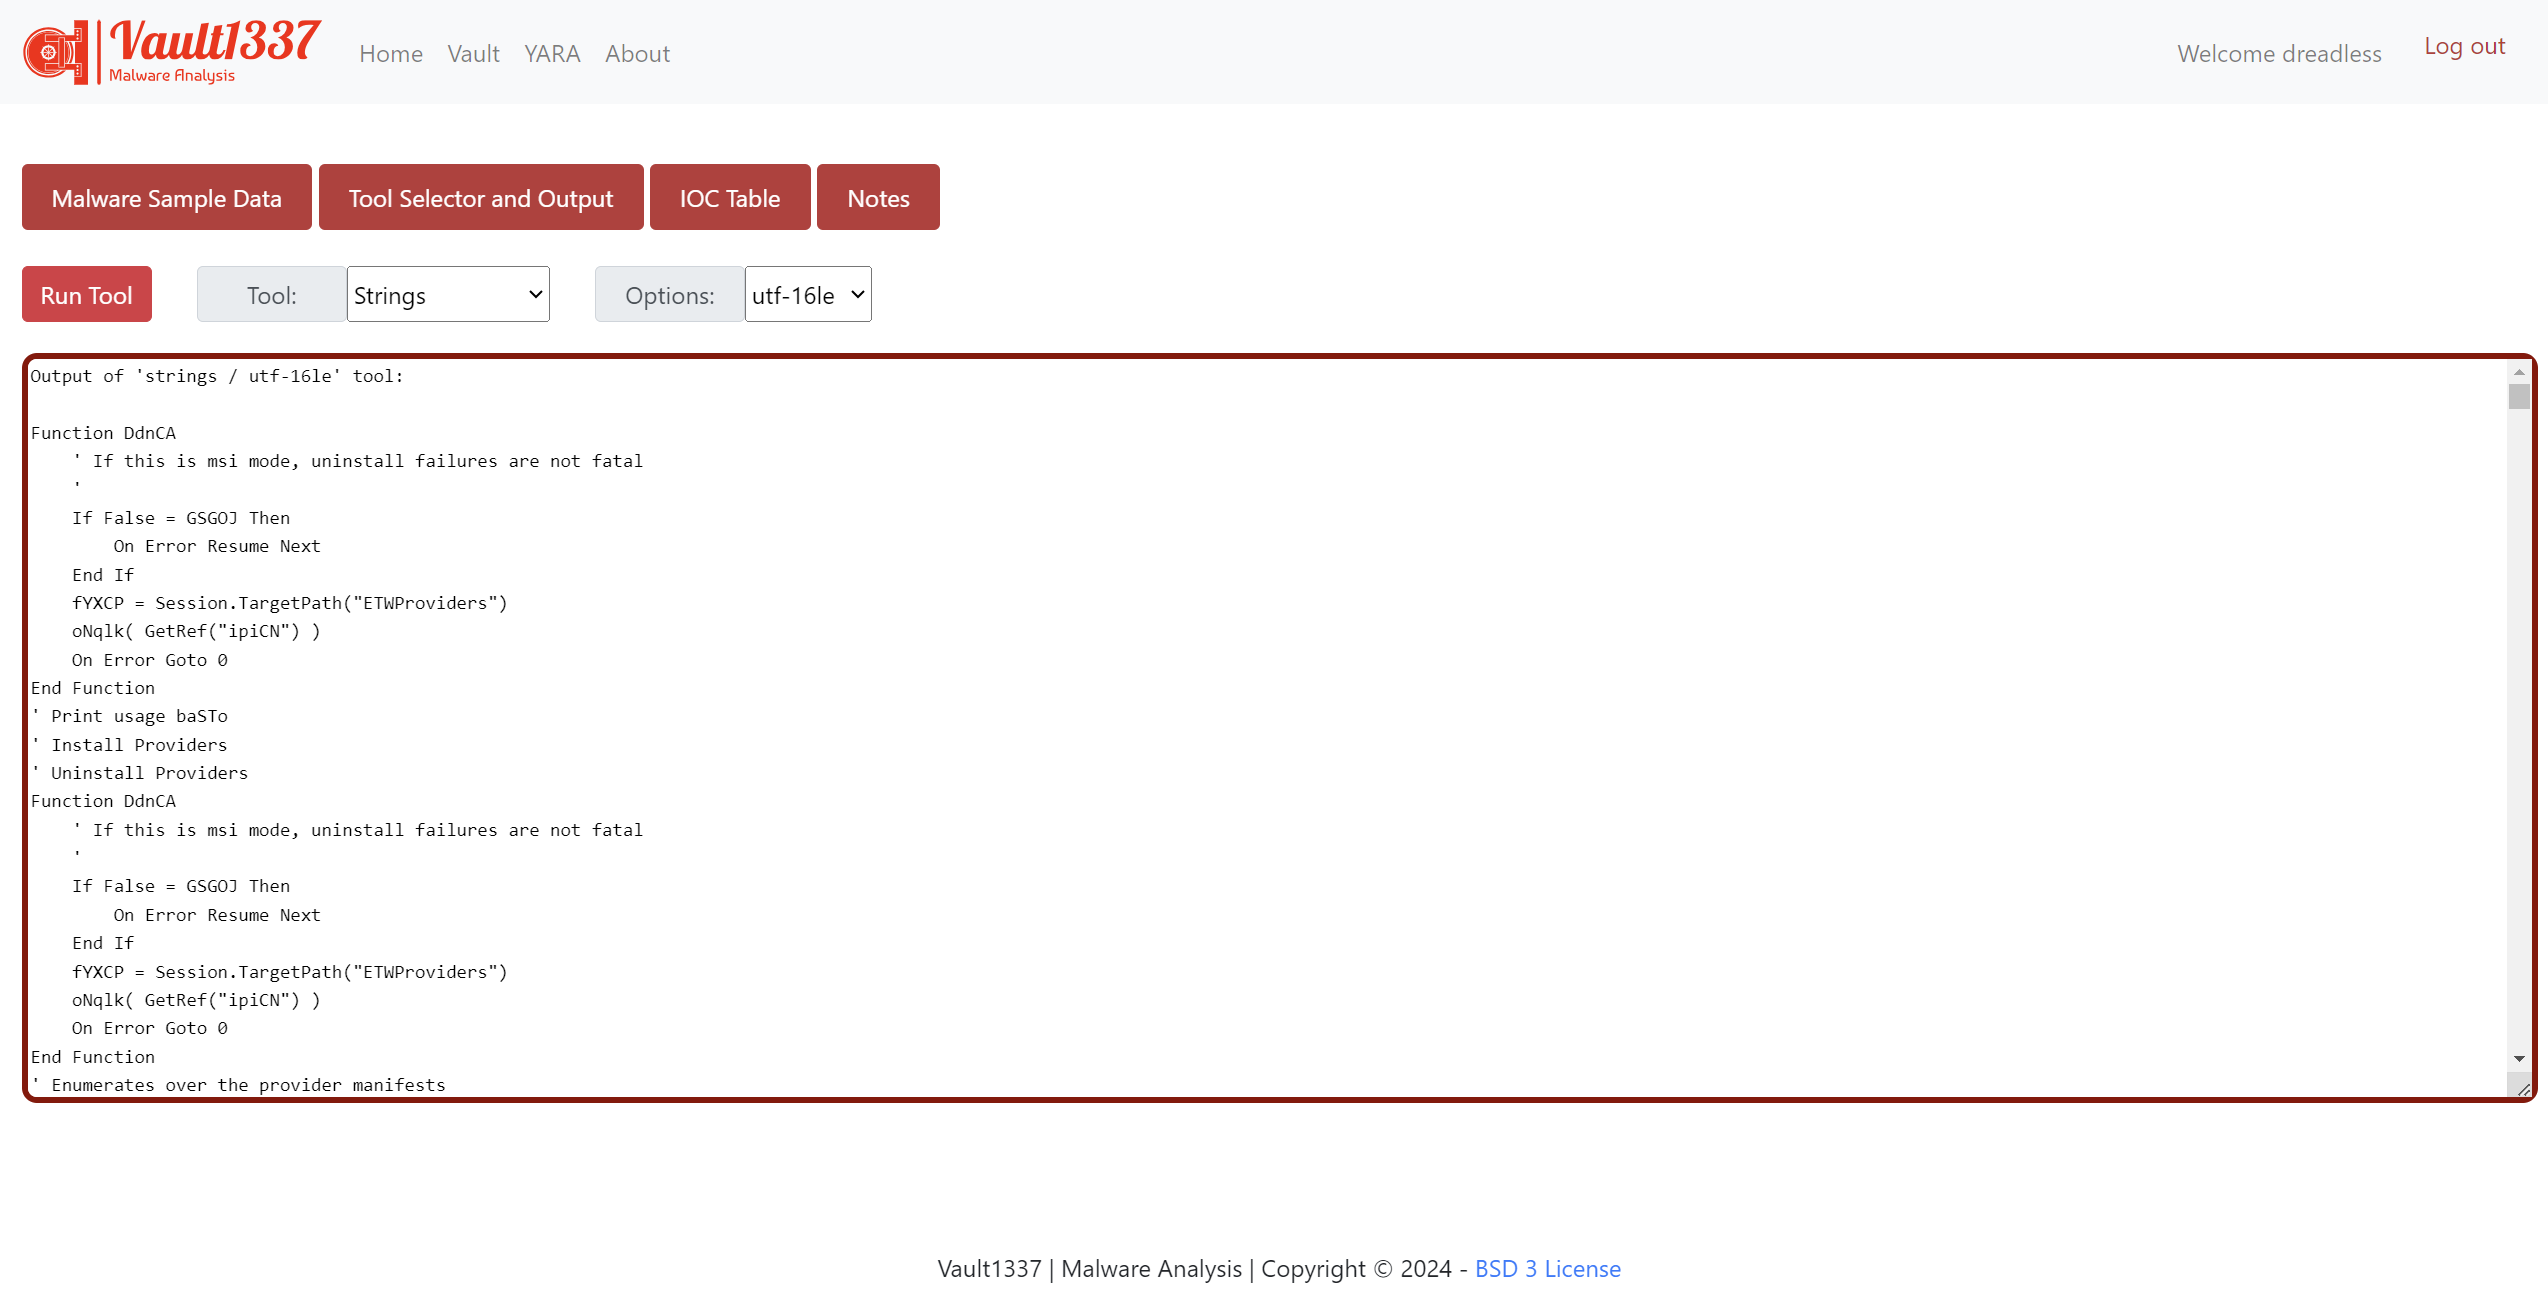 Vault1337
Malware Analysis
Home Vault YARA About
Welcome dreadless Log out
Malware Sample Data Tool Selector and Output IOC Table Notes
Run Tool Tool: Strings Options: utf-16le
Output of 'strings / utf-16le' tool:
Function DdnCA
' If this is msi mode, uninstall failures are not fatal
'
If False = GSGOJ Then
On Error Resume Next
End If
fYXCP = Session.TargetPath("ETWProviders")
oNqlk( GetRef("ipiCN") )
On Error Goto 0
End Function
' Print usage baSTo
' Install Providers
' Uninstall Providers
Function DdnCA
' If this is msi mode, uninstall failures are not fatal
'
If False = GSGOJ Then
On Error Resume Next
End If
fYXCP = Session.TargetPath("ETWProviders")
oNqlk( GetRef("ipiCN") )
On Error Goto 0
End Function
' Enumerates over the provider manifests
Vault1337 | Malware Analysis | Copyright © 2024 - BSD 3 License